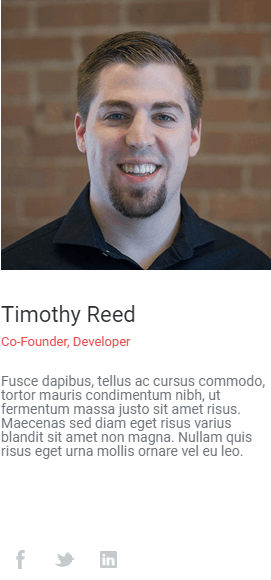 Timothy Reed
Co-Founder, Developer
Fusce dapibus, tellus ac cursus commodo,
tortor mauris condimentum nibh, ut
fermentum massa justo sit amet risus.
Maecenas sed diam eget risus varius
blandit sit amet non magna. Nullam quis
risus eget urna mollis ornare vel eu leo.